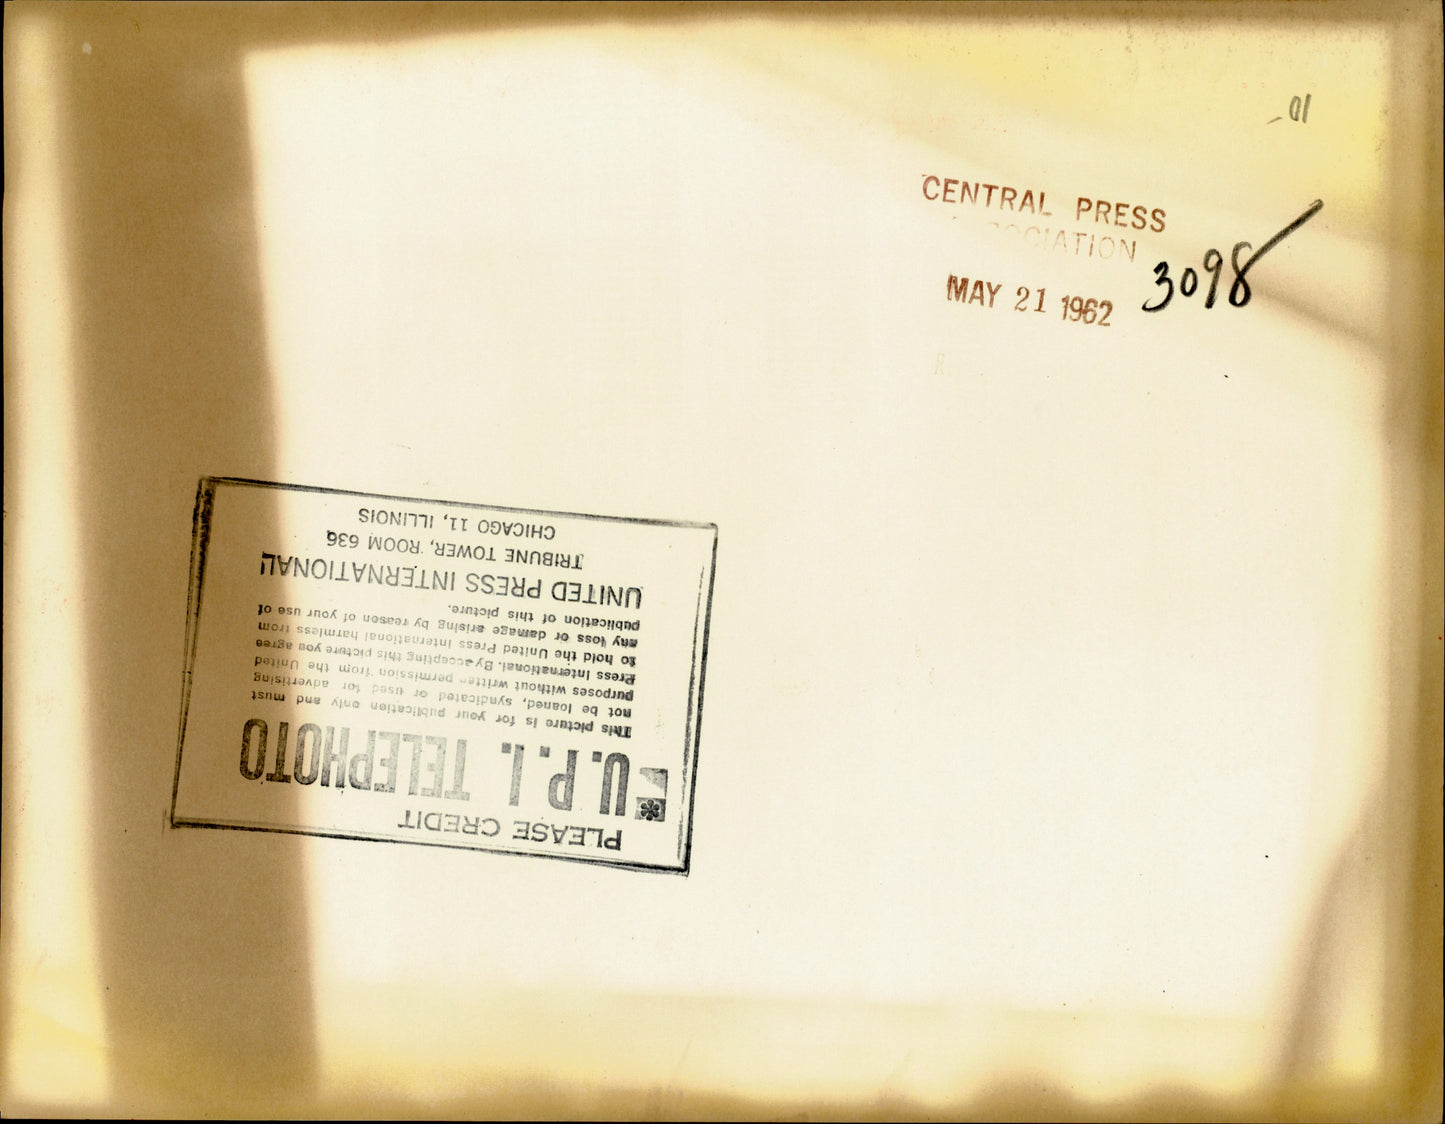 01
CENTRAL PRESS
OCIATION
MAY 21 1962
3098
PLEASE CREDIT
U.P.I. TELEPHOTO
This picture is for your publication only and must
not be loaned, syndicated or used for advertising
purposes without written permission from the United
Press International. By accepting this picture you agree
to hold the United Press International harmless from
any loss or damage arising by reason of your use of
publication of this picture.
UNITED PRESS INTERNATIONAL
TRIBUNE TOWER, ROOM 636
CHICAGO 11, ILLINOIS